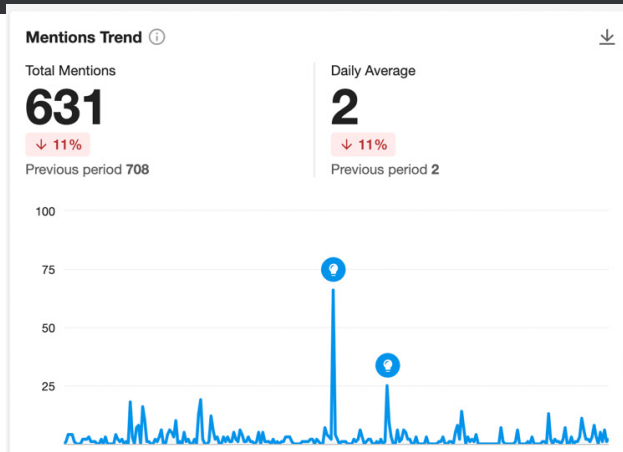 Mentions Trend
Total Mentions
631
↓ 11%
Previous period 708
Daily Average
2
↓ 11%
Previous period 2
100
75
50
25